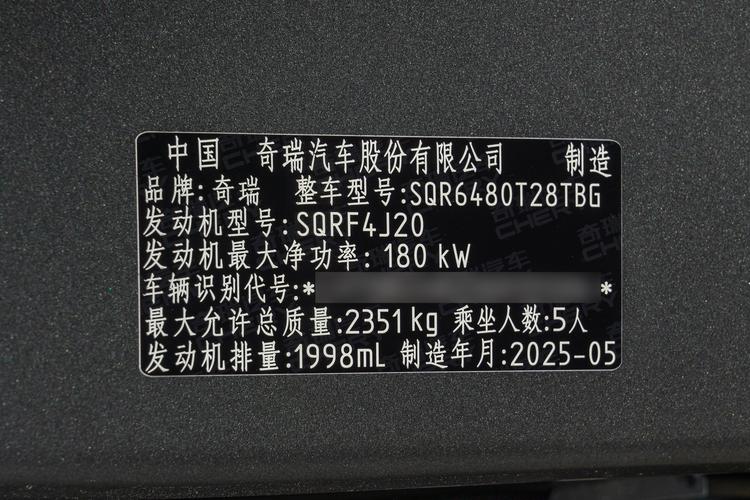 中国 奇瑞汽车股份有限公司 制造
品牌:奇瑞 整车型号:SQR6480T28TBG
发动机型号:SQRF4J20
发动机最大净功率: 180 kW
车辆识别代号:* *
最大允许总质量:2351kg 乘坐人数:5人
发动机排量:1998mL 制造年月:2025-05